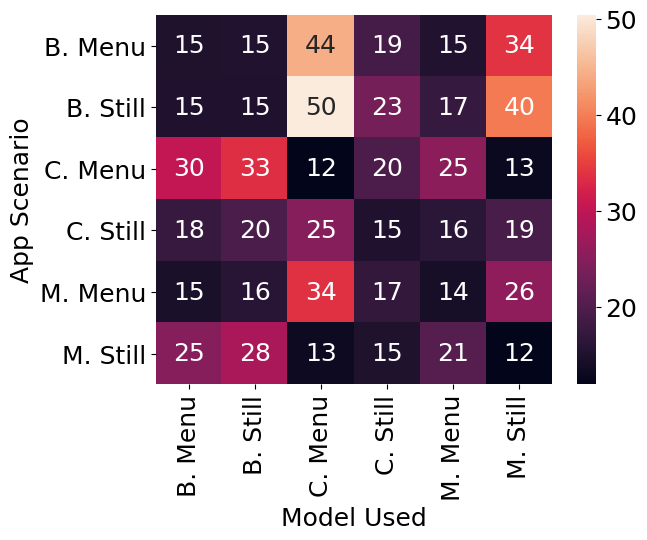 B. Menu 15 15 44 19 15 34
B. Still 15 15 50 23 17 40
C. Menu 30 33 12 20 25 13
C. Still 18 20 25 15 16 19
M. Menu 15 16 34 17 14 26
M. Still 25 28 13 15 21 12
App Scenario
B. Menu
B. Still
C. Menu
C. Still
M. Menu
M. Still
Model Used
50
40
30
20